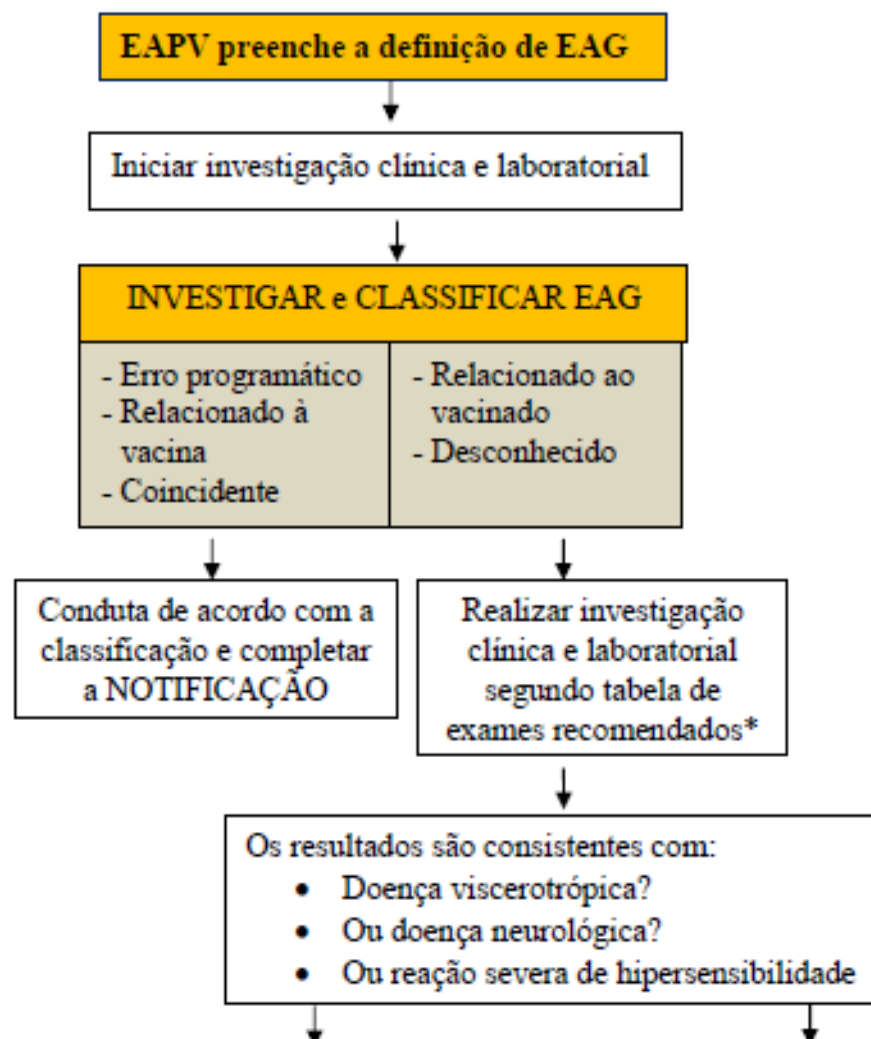 EAPV preenche a definição de EAG
Iniciar investigação clínica e laboratorial
INVESTIGAR e CLASSIFICAR EAG
- Erro programático
- Relacionado à
vacina
- Coincidente
- Relacionado ao
vacinado
- Desconhecido
Conduta de acordo com a
classificação e completar
a NOTIFICAÇÃO
Realizar investigação
clínica e laboratorial
segundo tabela de
exames recomendados*
Os resultados são consistentes com:
• Doença viscerotrópica?
• Ou doença neurológica?
• Ou reação severa de hipersensibilidade